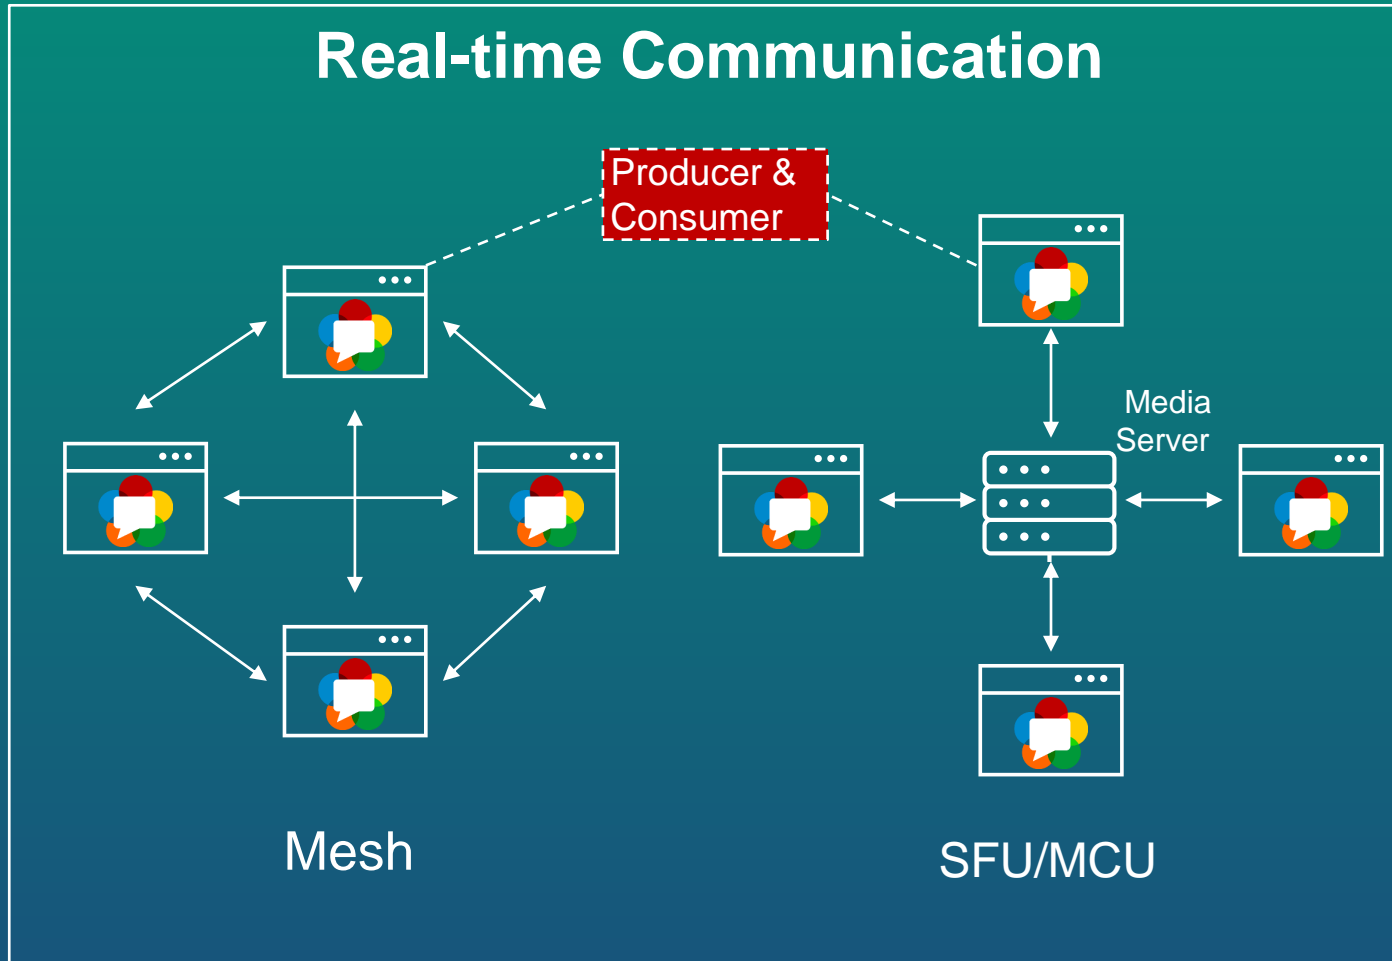 Real-time Communication
Producer &
Consumer
Media
Server
Mesh
SFU/MCU